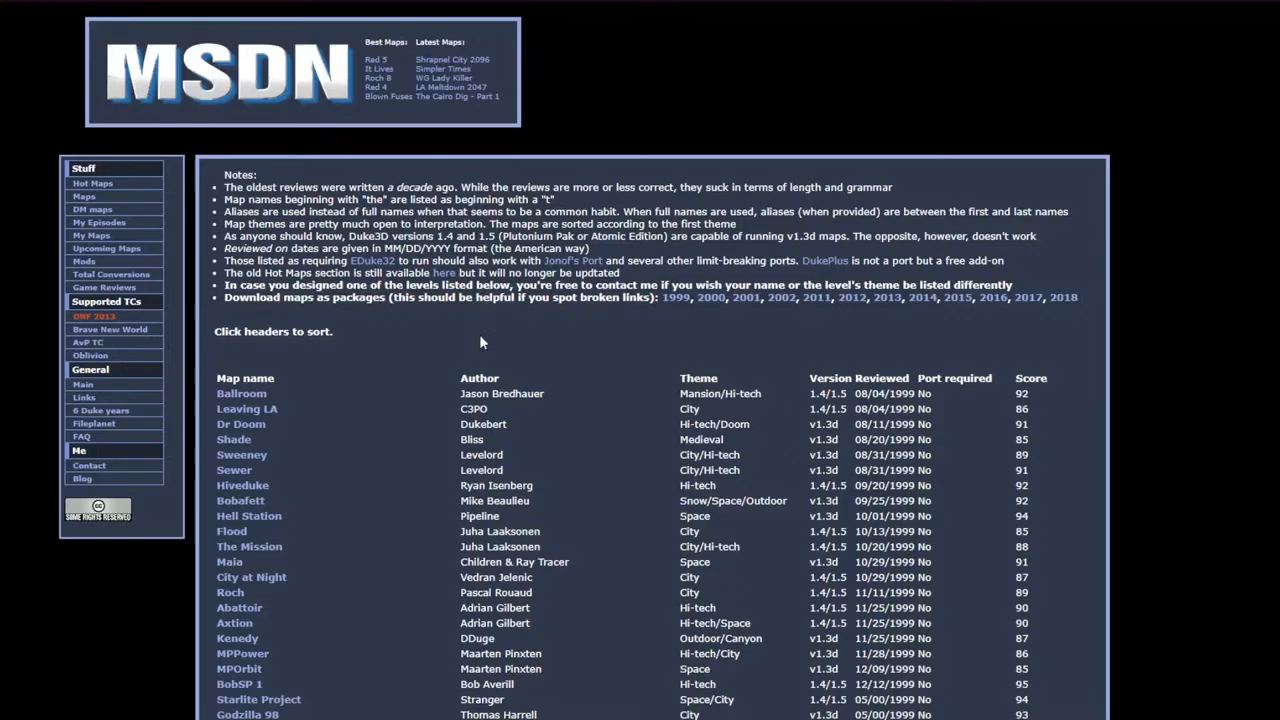 MSDN
Best Maps: Latest Maps:
Red 5 Shrapnel City 2096
It Lives Simpler Times
Roch 8 WG Lady Killer
Red 4 LA Meltdown 2047
Blown Fuses The Cairo Dig - Part 1
Stuff
Hot Maps
Maps
DM maps
My Episodes
My Maps
Upcoming Maps
Mods
Total Conversions
Game Reviews
Supported TCs
DNF 2013
Brave New World
AvP TC
Oblivion
General
Main
Links
6 Duke years
Fileplanet
FAQ
Me
Contact
Blog
cc
SOME RIGHTS RESERVED
Notes:
• The oldest reviews were written a decade ago. While the reviews are more or less correct, they suck in terms of length and grammar
• Map names beginning with "the" are listed as beginning with a "t"
• Aliases are used instead of full names when that seems to be a common habit. When full names are used, aliases (when provided) are between the first and last names
• Map themes are pretty much open to interpretation. The maps are sorted according to the first theme
• As anyone should know, Duke3D versions 1.4 and 1.5 (Plutonium Pak or Atomic Edition) are capable of running v1.3d maps. The opposite, however, doesn't work
• Reviewed on dates are given in MM/DD/YYYY format (the American way)
• Those listed as requiring EDuke32 to run should also work with Jonof's Port and several other limit-breaking ports. DukePlus is not a port but a free add-on
• The old Hot Maps section is still available here but it will no longer be updtated
• In case you designed one of the levels listed below, you're free to contact me if you wish your name or the level's theme be listed differently
• Download maps as packages (this should be helpful if you spot broken links): 1999, 2000, 2001, 2002, 2011, 2012, 2013, 2014, 2015, 2016, 2017, 2018
Click headers to sort.
Map name Author Theme Version Reviewed Port required Score
Ballroom Jason Bredhauer Mansion/Hi-tech 1.4/1.5 08/04/1999 No 92
Leaving LA C3PO City 1.4/1.5 08/04/1999 No 86
Dr Doom Dukebert Hi-tech/Doom 1.4/1.5 08/11/1999 No 91
Shade Bliss Medieval v1.3d 08/20/1999 No 85
Sweeney Levelord City/Hi-tech v1.3d 08/31/1999 No 89
Sewer Levelord City/Hi-tech v1.3d 08/31/1999 No 91
Hiveduke Ryan Isenberg Hi-tech 1.4/1.5 09/20/1999 No 92
Bobafett Mike Beaulieu Snow/Space/Outdoor v1.3d 09/25/1999 No 92
Hell Station Pipeline Space v1.3d 10/01/1999 No 94
Flood Juha Laaksonen City 1.4/1.5 10/13/1999 No 85
The Mission Juha Laaksonen City/Hi-tech 1.4/1.5 10/20/1999 No 88
Maia Children & Ray Tracer Space v1.3d 10/29/1999 No 91
City at Night Vedran Jelenic City 1.4/1.5 10/29/1999 No 87
Roch Pascal Rouaud City 1.4/1.5 11/11/1999 No 89
Abattoir Adrian Gilbert Hi-tech 1.4/1.5 11/25/1999 No 90
Axtion Adrian Gilbert Hi-tech/Space 1.4/1.5 11/25/1999 No 90
Kenedy DDuge Outdoor/Canyon v1.3d 11/25/1999 No 87
MPPower Maarten Pinxten Hi-tech/City v1.3d 11/28/1999 No 86
MPOrbit Maarten Pinxten Space v1.3d 12/09/1999 No 85
BobSP 1 Bob Averill Hi-tech 1.4/1.5 12/12/1999 No 95
Starlite Project Stranger Space/City v1.3d 05/00/1999 No 94
Godzilla 98 Thomas Harrell City v1.3d 05/00/1999 No 93